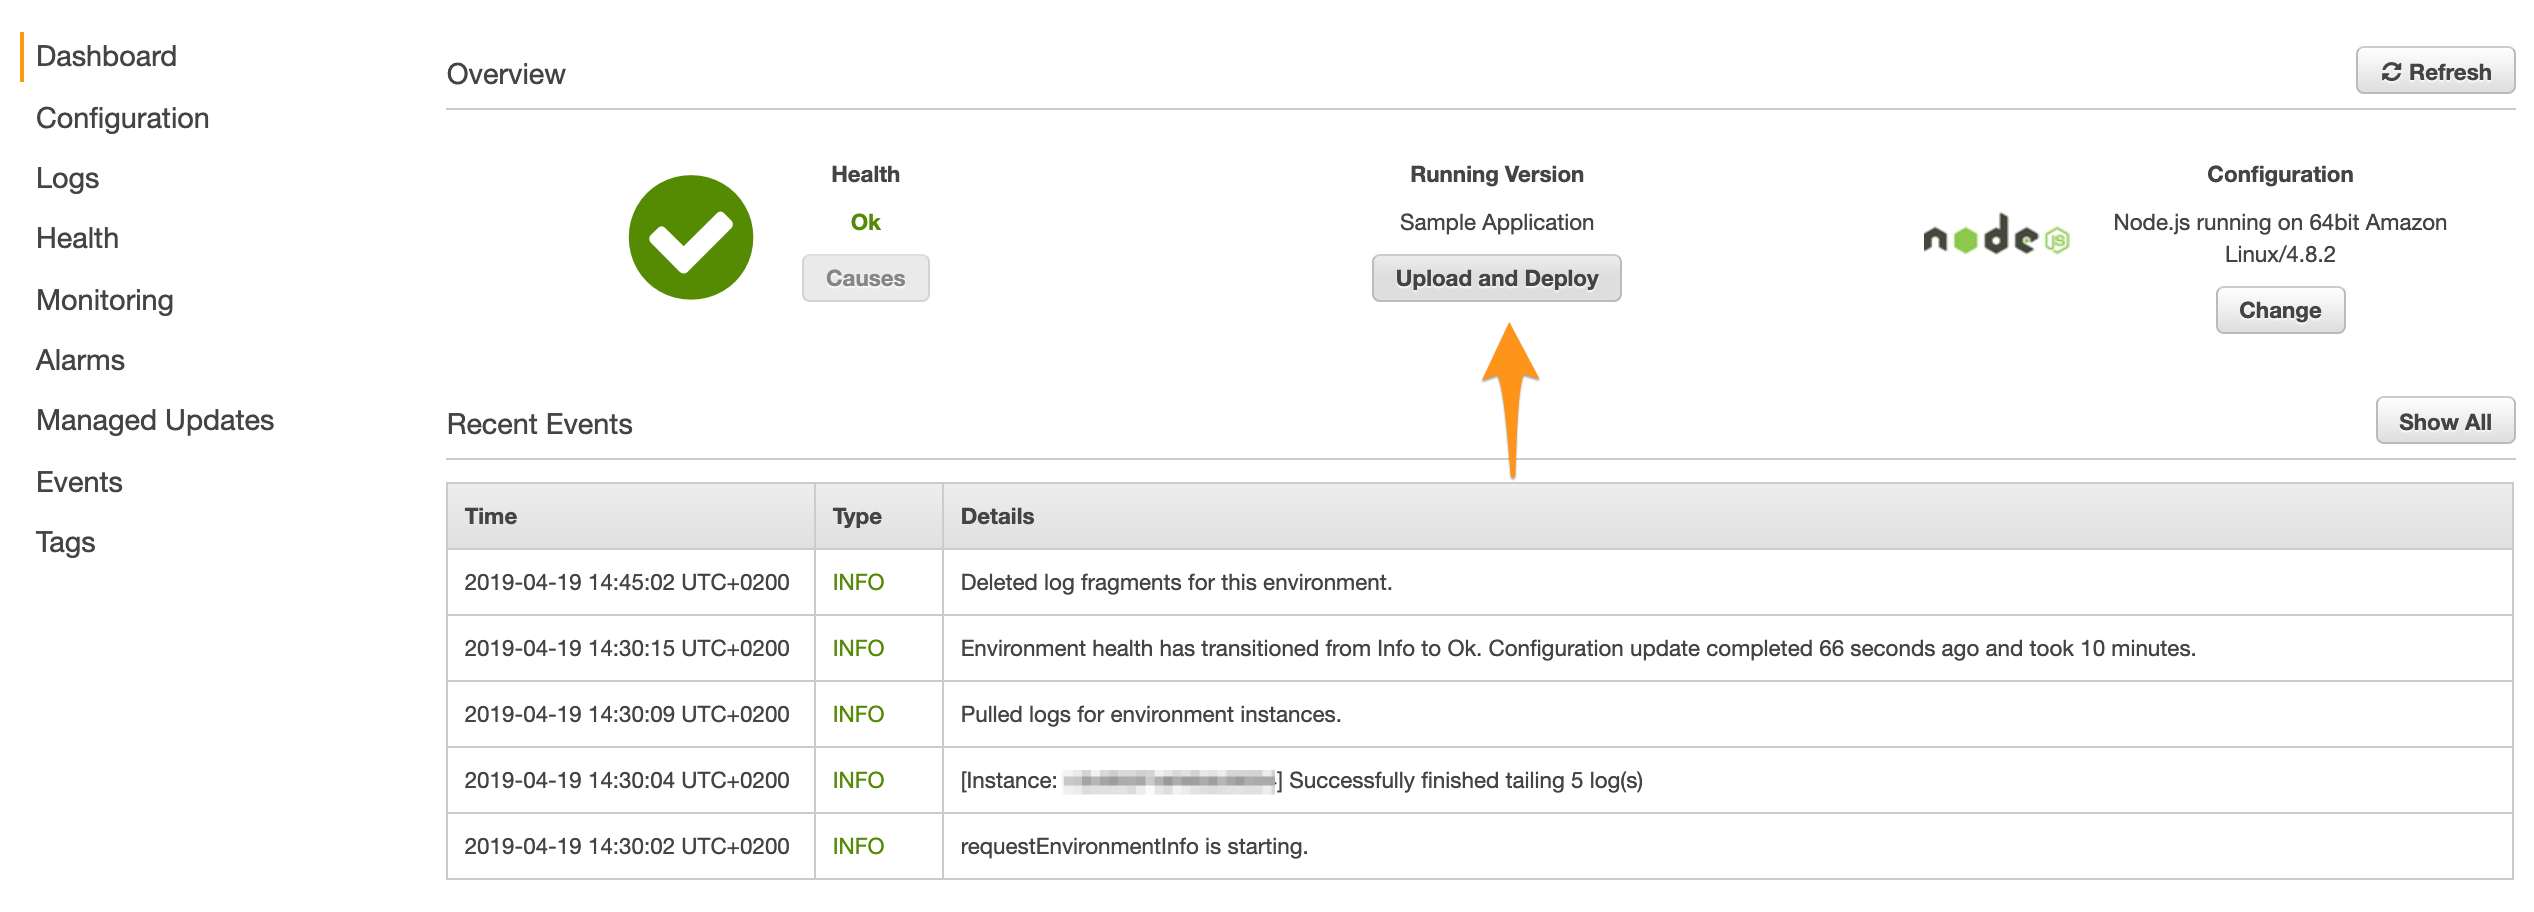 Dashboard
Configuration
Logs
Health
Monitoring
Alarms
Managed Updates
Events
Tags
Overview
Refresh
Health
Ok
Causes
Running Version
Sample Application
Upload and Deploy
node JS
Configuration
Node.js running on 64bit Amazon
Linux/4.8.2
Change
Recent Events
Show All
Time Type Details
2019-04-19 14:45:02 UTC+0200 INFO Deleted log fragments for this environment.
2019-04-19 14:30:15 UTC+0200 INFO Environment health has transitioned from Info to Ok. Configuration update completed 66 seconds ago and took 10 minutes.
2019-04-19 14:30:09 UTC+0200 INFO Pulled logs for environment instances.
2019-04-19 14:30:04 UTC+0200 INFO [Instance: ] Successfully finished tailing 5 log(s)
2019-04-19 14:30:02 UTC+0200 INFO requestEnvironmentInfo is starting.